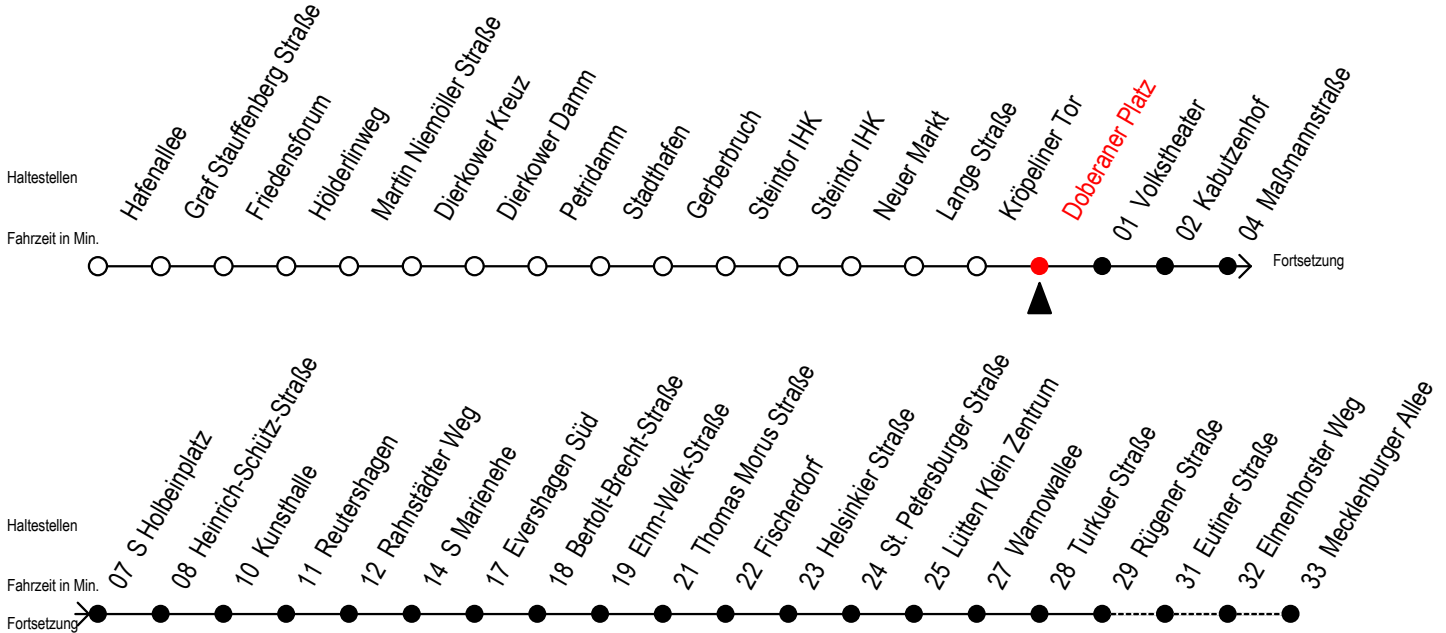 Haltestellen
Hafenallee
Graf Stauffenberg Straße
Friedensforum
Hölderlinweg
Martin Niemöller Straße
Dierkower Kreuz
Dierkower Damm
Petridamm
Stadthafen
Gerberbruch
Steintor IHK
Steintor IHK
Neuer Markt
Lange Straße
Kröpeliner Tor
Doberaner Platz
01 Volkstheater
02 Kabutzenhof
04 Maßmannstraße
Fahrzeit in Min.
Fortsetzung
Haltestellen
07 S Holbeinplatz
08 Heinrich-Schütz-Straße
10 Kunsthalle
11 Reutershagen
12 Rahnstädter Weg
14 S Marienehe
17 Evershagen Süd
18 Bertolt-Brecht-Straße
19 Ehm-Welk-Straße
21 Thomas Morus Straße
22 Fischerdorf
23 Helsinkier Straße
24 St. Petersburger Straße
25 Lütten Klein Zentrum
27 Warnowallee
28 Turkuer Straße
29 Rügener Straße
31 Eutiner Straße
32 Elmenhorster Weg
33 Mecklenburger Allee
Fahrzeit in Min.
Fortsetzung